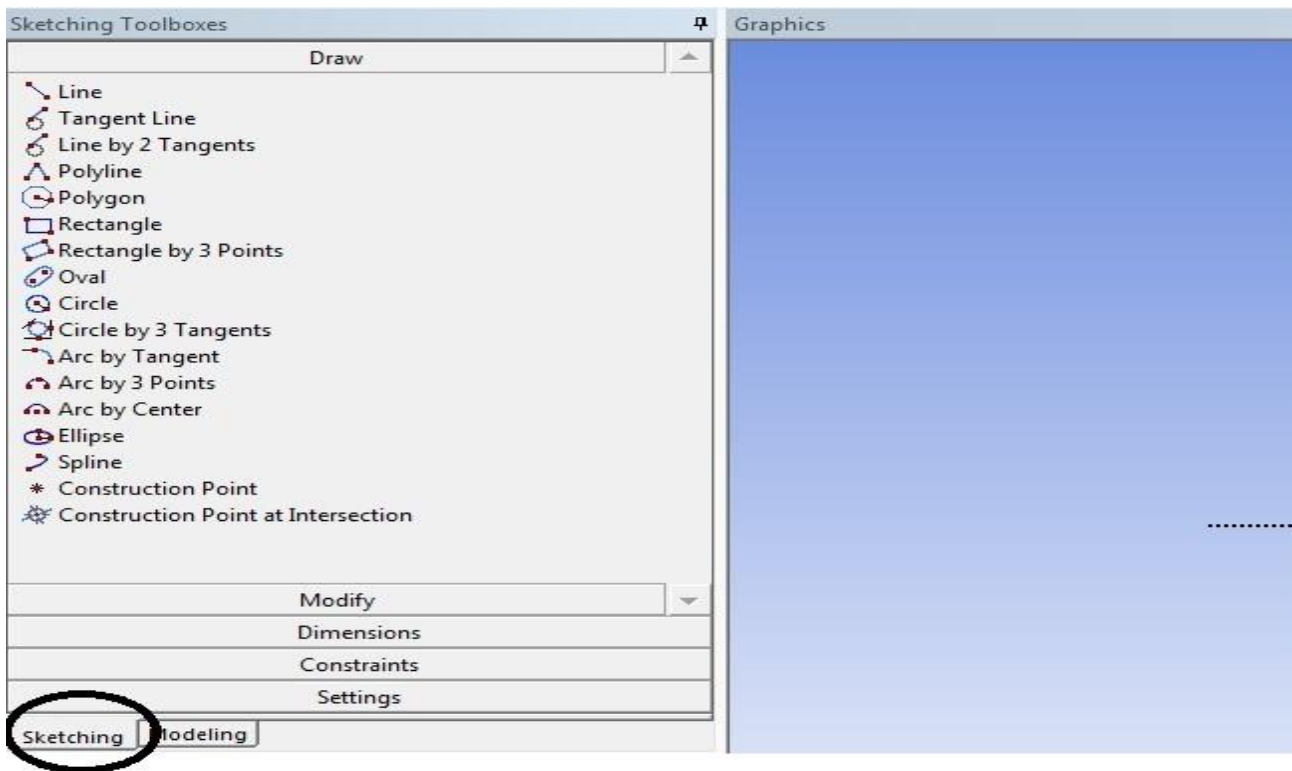 Sketching Toolboxes
Graphics
Draw
Line
Tangent Line
Line by 2 Tangents
Polyline
Polygon
Rectangle
Rectangle by 3 Points
Oval
Circle
Circle by 3 Tangents
Arc by Tangent
Arc by 3 Points
Arc by Center
Ellipse
Spline
Construction Point
Construction Point at Intersection
Modify
Dimensions
Constraints
Settings
Sketching Modeling